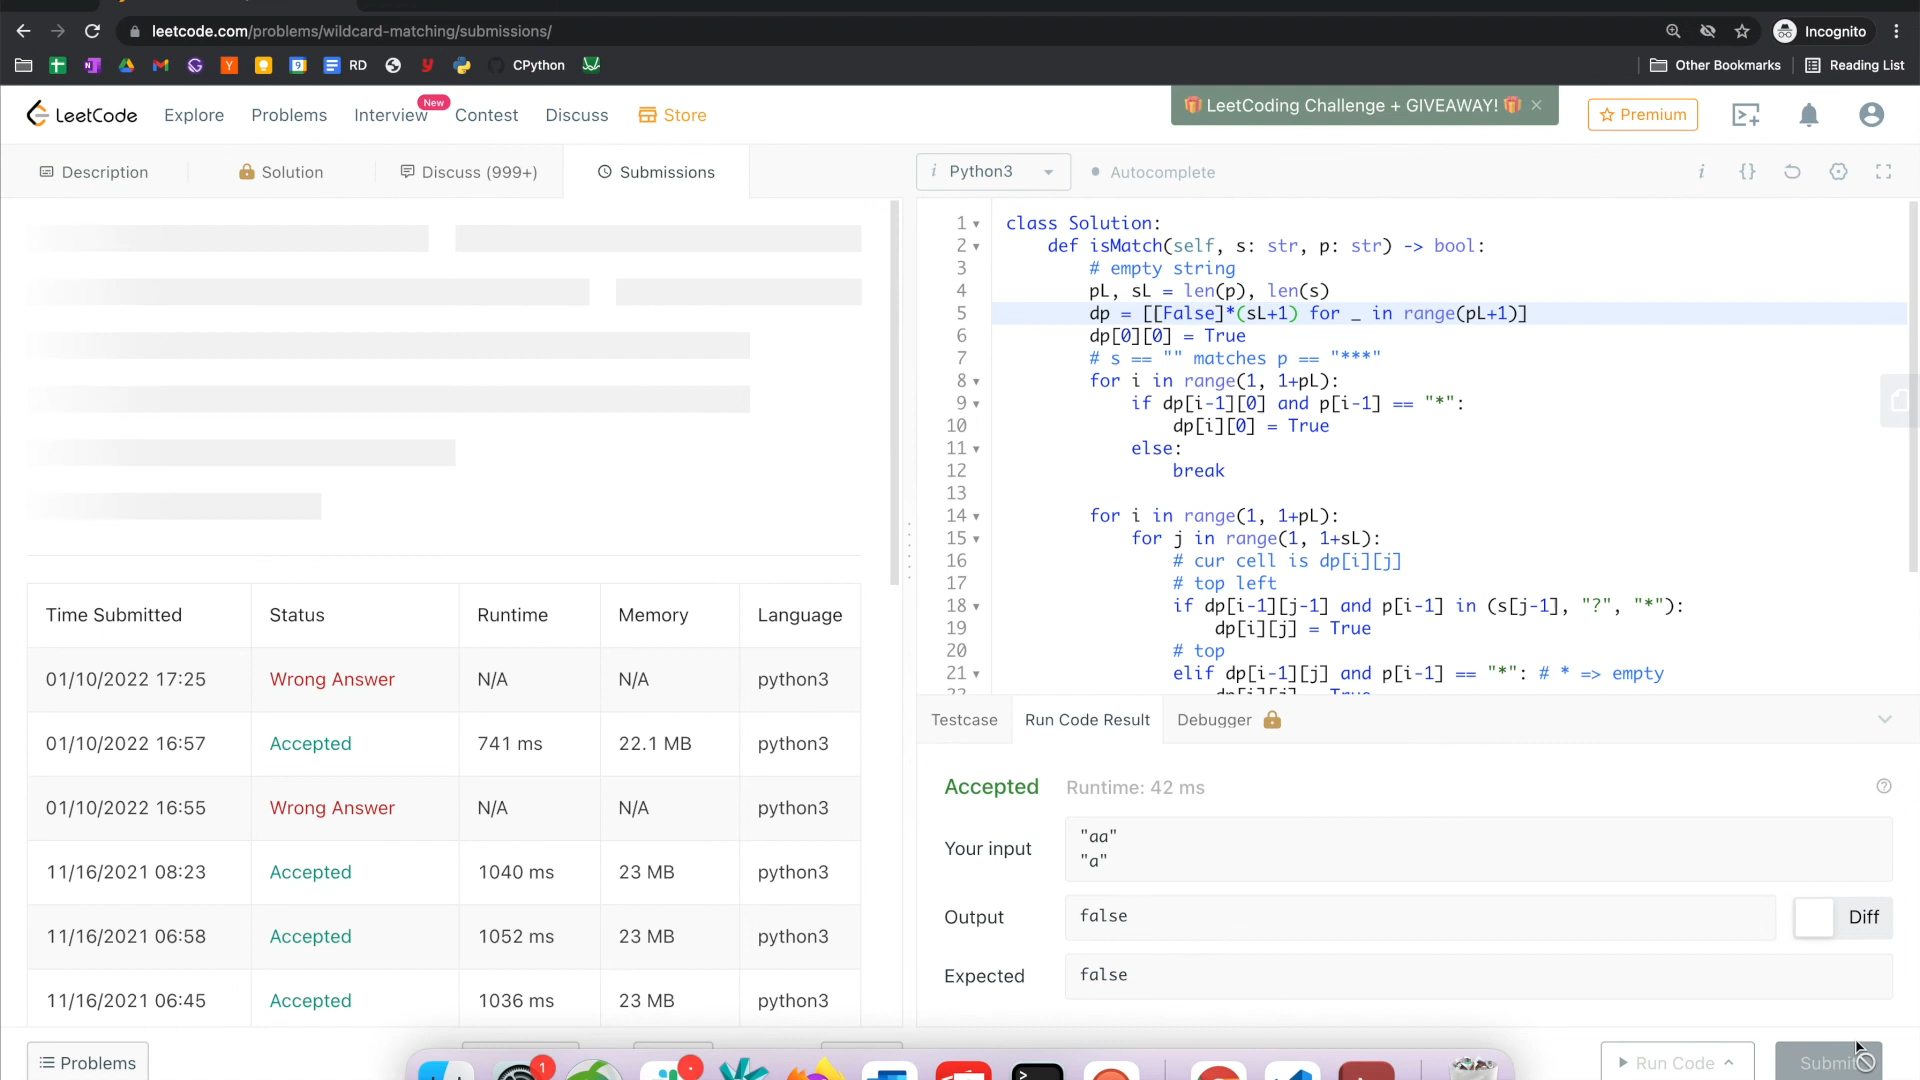 leetcode.com/problems/wildcard-matching/submissions/
Incognito
RD
CPython
Other Bookmarks
Reading List
LeetCode
Explore
Problems
Interview
New
Contest
Discuss
Store
🎁 LeetCoding Challenge + GIVEAWAY! 🎁 ×
Premium
Description
Solution
Discuss (999+)
Submissions
i Python3
Autocomplete
i
{}
1 class Solution:
2 def isMatch(self, s: str, p: str) -> bool:
3 # empty string
4 pL, sL = len(p), len(s)
5 dp = [[False]*(sL+1) for _ in range(pL+1)]
6 dp[0][0] = True
7 # s == "" matches p == "***"
8 for i in range(1, 1+pL):
9 if dp[i-1][0] and p[i-1] == "*":
10 dp[i][0] = True
11 else:
12 break
13
14 for i in range(1, 1+pL):
15 for j in range(1, 1+sL):
16 # cur cell is dp[i][j]
17 # top left
18 if dp[i-1][j-1] and p[i-1] in (s[j-1], "?", "*"):
19 dp[i][j] = True
20 # top
21 elif dp[i-1][j] and p[i-1] == "*": # * => empty
22 dp[i][j] = True
Time Submitted Status Runtime Memory Language
01/10/2022 17:25 Wrong Answer N/A N/A python3
01/10/2022 16:57 Accepted 741 ms 22.1 MB python3
01/10/2022 16:55 Wrong Answer N/A N/A python3
11/16/2021 08:23 Accepted 1040 ms 23 MB python3
11/16/2021 06:58 Accepted 1052 ms 23 MB python3
11/16/2021 06:45 Accepted 1036 ms 23 MB python3
Testcase
Run Code Result
Debugger
Accepted
Runtime: 42 ms
Your input
"aa"
"a"
Output
false
Diff
Expected
false
Problems
1
Run Code
Submit